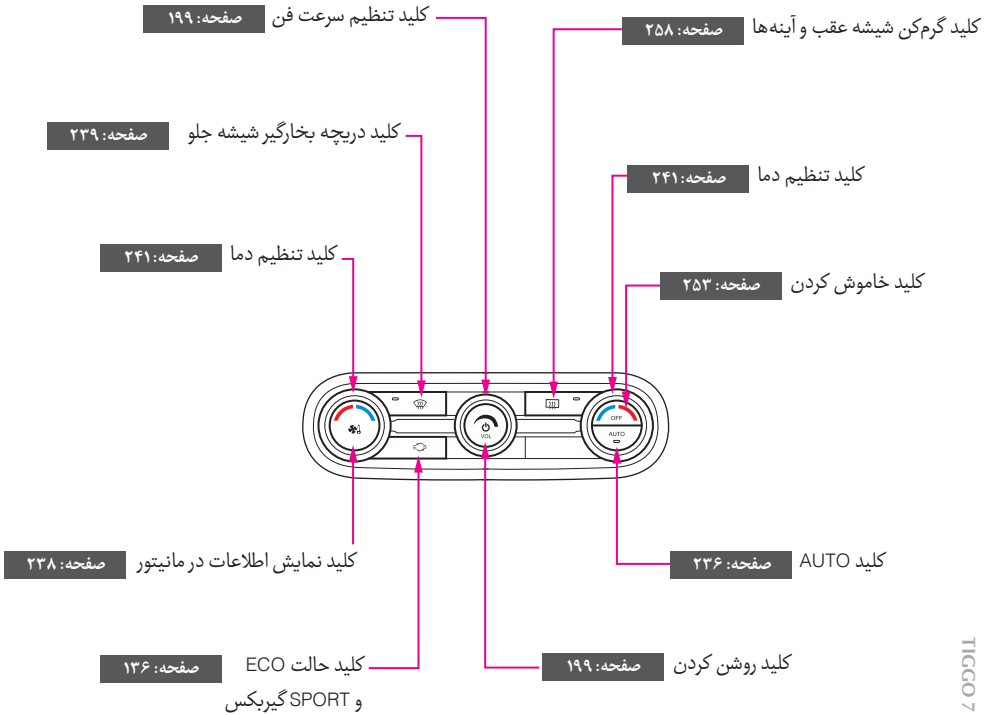 کلید تنظیم سرعت فن صفحه: ۱۹۹
کلید گرم‌کن شیشه عقب و آینه‌ها صفحه: ۲۵۸
کلید دریچه بخارگیر شیشه جلو صفحه: ۲۳۹
کلید تنظیم دما صفحه: ۲۴۱
کلید تنظیم دما صفحه: ۲۴۱
کلید خاموش کردن صفحه: ۲۵۳
OFF
AUTO
VOL
کلید نمایش اطلاعات در مانیتور صفحه: ۲۳۸
کلید AUTO صفحه: ۲۳۶
کلید حالت ECO صفحه: ۱۳۶
و SPORT گیربکس
کلید روشن کردن صفحه: ۱۹۹
TIGGO 7